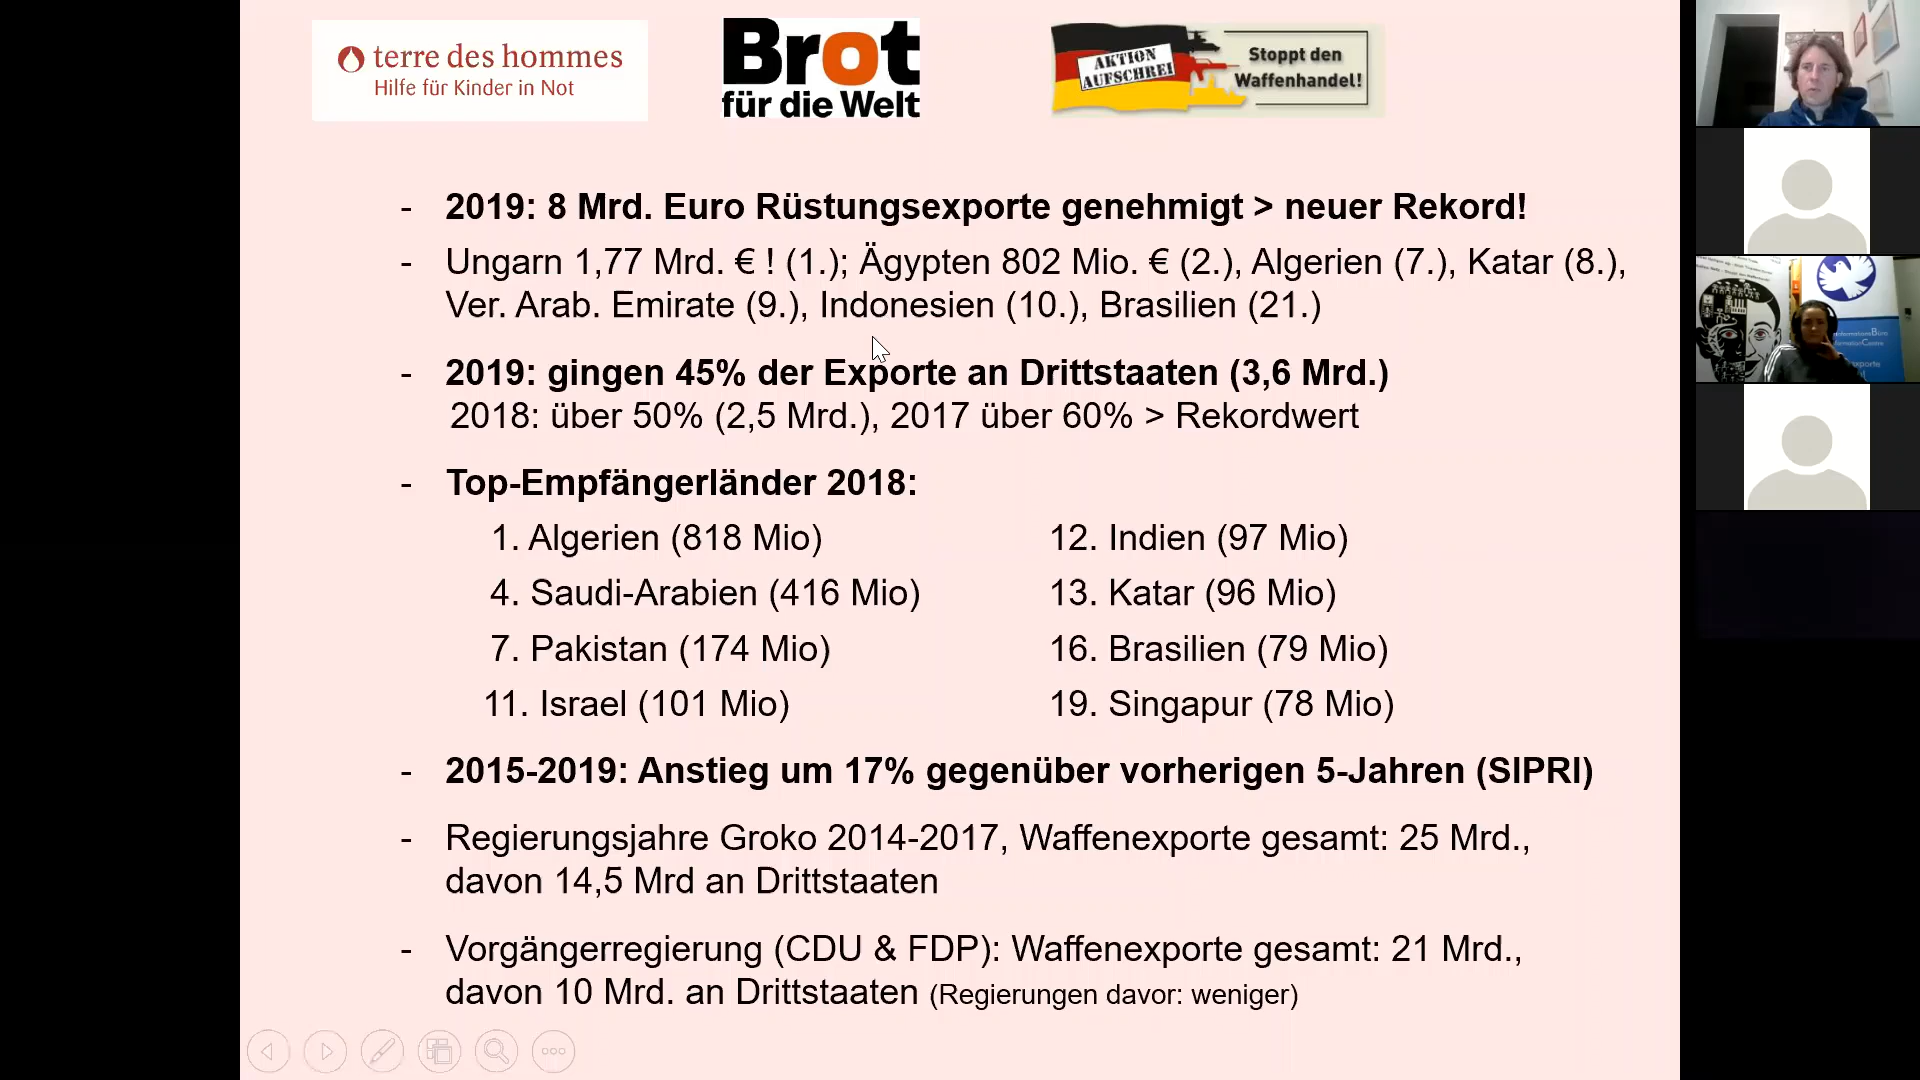 terre des hommes
Hilfe für Kinder in Not
Brot
für die Welt
AKTION
AUFSCHREI
Stoppt den
Waffenhandel!
- 2019: 8 Mrd. Euro Rüstungsexporte genehmigt > neuer Rekord!
- Ungarn 1,77 Mrd. € ! (1.); Ägypten 802 Mio. € (2.), Algerien (7.), Katar (8.),
Ver. Arab. Emirate (9.), Indonesien (10.), Brasilien (21.)
- 2019: gingen 45% der Exporte an Drittstaaten (3,6 Mrd.)
2018: über 50% (2,5 Mrd.), 2017 über 60% > Rekordwert
- Top-Empfängerländer 2018:
1. Algerien (818 Mio) 12. Indien (97 Mio)
4. Saudi-Arabien (416 Mio) 13. Katar (96 Mio)
7. Pakistan (174 Mio) 16. Brasilien (79 Mio)
11. Israel (101 Mio) 19. Singapur (78 Mio)
- 2015-2019: Anstieg um 17% gegenüber vorherigen 5-Jahren (SIPRI)
- Regierungsjahre Groko 2014-2017, Waffenexporte gesamt: 25 Mrd.,
davon 14,5 Mrd an Drittstaaten
- Vorgängerregierung (CDU & FDP): Waffenexporte gesamt: 21 Mrd.,
davon 10 Mrd. an Drittstaaten (Regierungen davor: weniger)